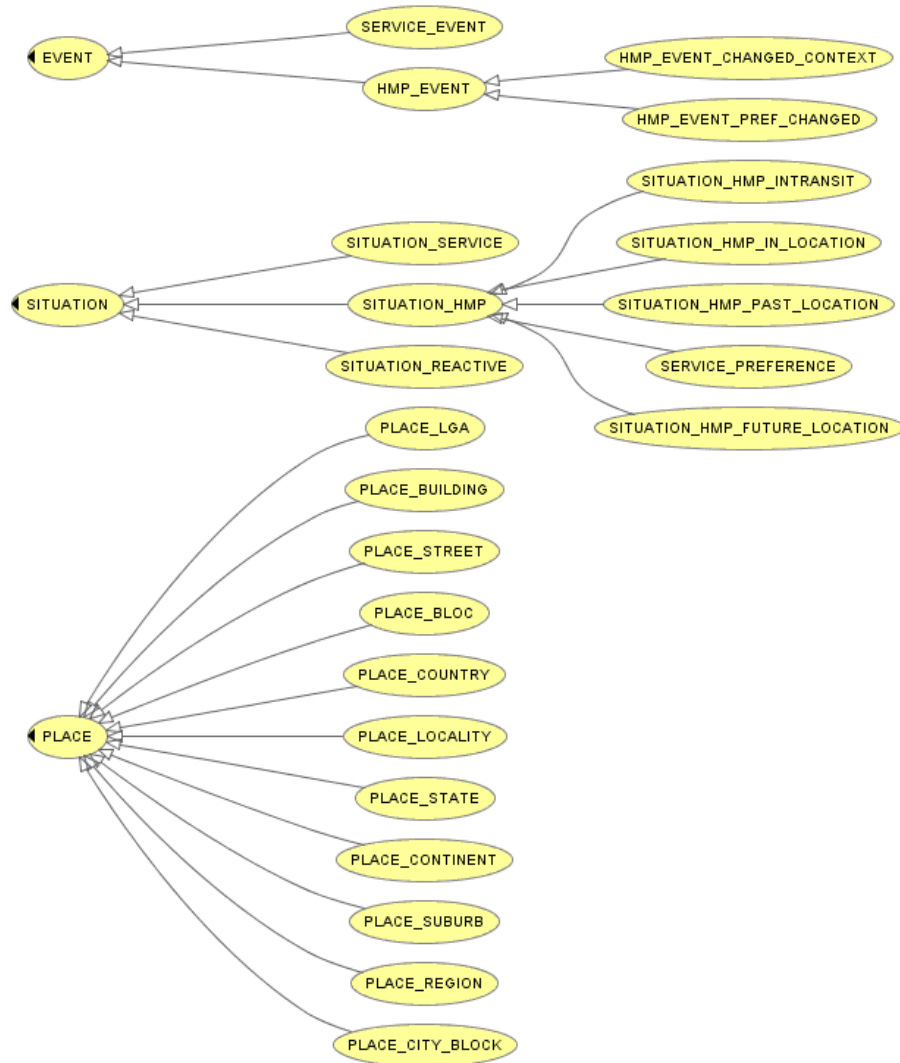 SERVICE_EVENT
EVENT
HMP_EVENT_CHANGED_CONTEXT
HMP_EVENT
HMP_EVENT_PREF_CHANGED
SITUATION_HMP_INTRANSIT
SITUATION_SERVICE
SITUATION_HMP_IN_LOCATION
SITUATION
SITUATION_HMP
SITUATION_HMP_PAST_LOCATION
SITUATION_REACTIVE
SERVICE_PREFERENCE
PLACE_LGA
SITUATION_HMP_FUTURE_LOCATION
PLACE_BUILDING
PLACE_STREET
PLACE_BLOC
PLACE_COUNTRY
PLACE
PLACE_LOCALITY
PLACE_STATE
PLACE_CONTINENT
PLACE_SUBURB
PLACE_REGION
PLACE_CITY_BLOCK